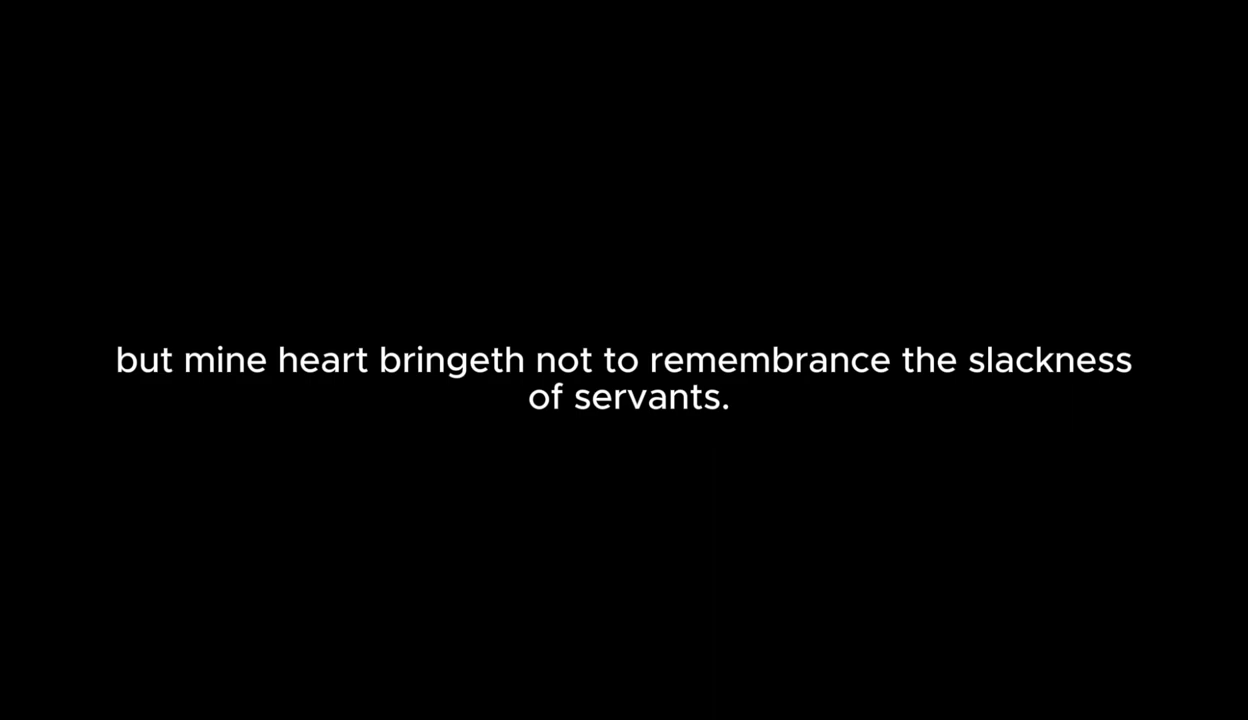 but mine heart bringeth not to remembrance the slackness
of servants.